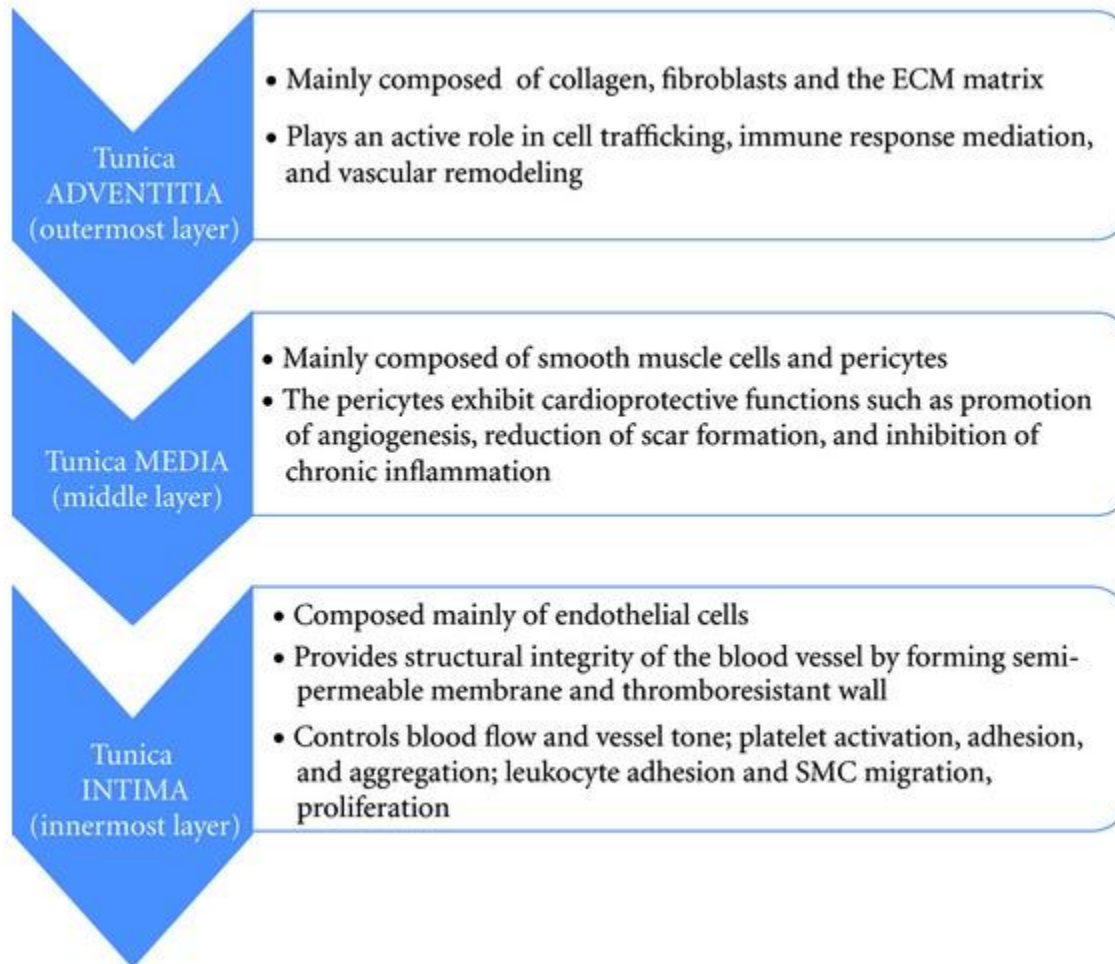 Tunica
ADVENTITIA
(outermost layer)
• Mainly composed of collagen, fibroblasts and the ECM matrix
• Plays an active role in cell trafficking, immune response mediation,
and vascular remodeling
Tunica MEDIA
(middle layer)
• Mainly composed of smooth muscle cells and pericytes
• The pericytes exhibit cardioprotective functions such as promotion
of angiogenesis, reduction of scar formation, and inhibition of
chronic inflammation
Tunica
INTIMA
(innermost layer)
• Composed mainly of endothelial cells
• Provides structural integrity of the blood vessel by forming semi-
permeable membrane and thromboresistant wall
• Controls blood flow and vessel tone; platelet activation, adhesion,
and aggregation; leukocyte adhesion and SMC migration,
proliferation